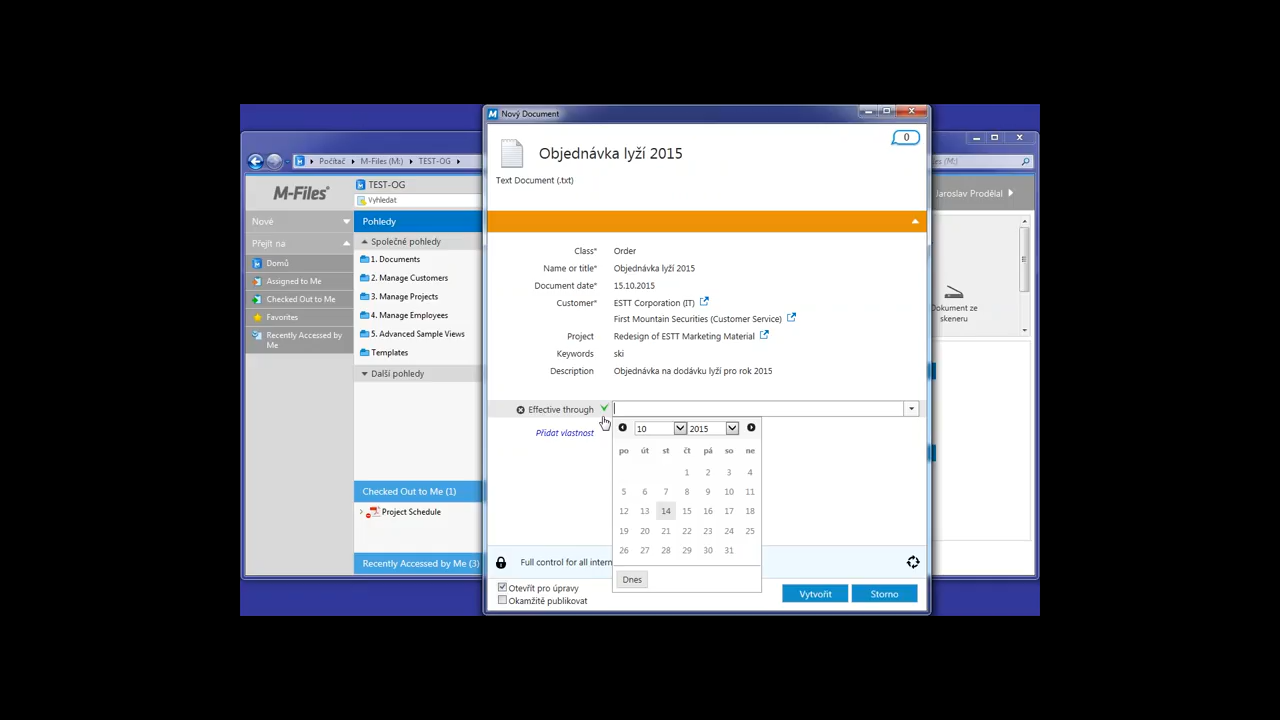 Nový Document
0
Objednávka lyží 2015
Text Document (.txt)
Class* Order
Name or title* Objednávka lyží 2015
Document date* 15.10.2015
Customer* ESTT Corporation (IT)
First Mountain Securities (Customer Service)
Project Redesign of ESTT Marketing Material
Keywords ski
Description Objednávka na dodávku lyží pro rok 2015
Effective through
Přidat vlastnost
10 2015
po út st čt pá so ne
1 2 3 4
5 6 7 8 9 10 11
12 13 14 15 16 17 18
19 20 21 22 23 24 25
26 27 28 29 30 31
Dnes
Full control for all intern
Otevřít pro úpravy
Okamžitě publikovat
Vytvořit Storno
Počítač M-Files (M:) TEST-OG
M-Files
Nové
Přejít na
Domů
Assigned to Me
Checked Out to Me
Favorites
Recently Accessed by
Me
TEST-OG
Vyhledat
Pohledy
Společné pohledy
1. Documents
2. Manage Customers
3. Manage Projects
4. Manage Employees
5. Advanced Sample Views
Templates
Další pohledy
Checked Out to Me (1)
Project Schedule
Recently Accessed by Me (3)
(M:)
Jaroslav Prodělal
Dokument ze
skeneru